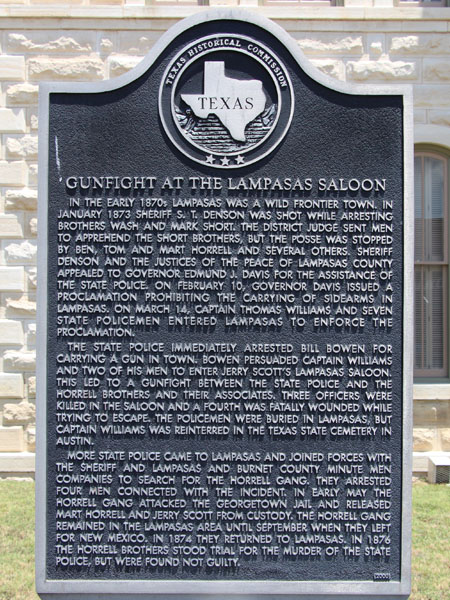 TEXAS HISTORICAL COMMISSION
TEXAS
GUNFIGHT AT THE LAMPASAS SALOON
IN THE EARLY 1870s LAMPASAS WAS A WILD FRONTIER TOWN. IN
JANUARY 1873 SHERIFF S. T. DENSON WAS SHOT WHILE ARRESTING
BROTHERS WASH AND MARK SHORT. THE DISTRICT JUDGE SENT MEN
TO APPREHEND THE SHORT BROTHERS, BUT THE POSSE WAS STOPPED
BY BEN, TOM AND MART HORRELL AND SEVERAL OTHERS. SHERIFF
DENSON AND THE JUSTICES OF THE PEACE OF LAMPASAS COUNTY
APPEALED TO GOVERNOR EDMUND J. DAVIS FOR THE ASSISTANCE OF
THE STATE POLICE. ON FEBRUARY 10, GOVERNOR DAVIS ISSUED A
PROCLAMATION PROHIBITING THE CARRYING OF SIDEARMS IN
LAMPASAS. ON MARCH 14, CAPTAIN THOMAS WILLIAMS AND SEVEN
STATE POLICEMEN ENTERED LAMPASAS TO ENFORCE THE
PROCLAMATION.
THE STATE POLICE IMMEDIATELY ARRESTED BILL BOWEN FOR
CARRYING A GUN IN TOWN. BOWEN PERSUADED CAPTAIN WILLIAMS
AND TWO OF HIS MEN TO ENTER JERRY SCOTT'S LAMPASAS SALOON.
THIS LED TO A GUNFIGHT BETWEEN THE STATE POLICE AND THE
HORRELL BROTHERS AND THEIR ASSOCIATES. THREE OFFICERS WERE
KILLED IN THE SALOON AND A FOURTH WAS FATALLY WOUNDED WHILE
TRYING TO ESCAPE. THE POLICEMEN WERE BURIED IN LAMPASAS, BUT
CAPTAIN WILLIAMS WAS REINTERRED IN THE TEXAS STATE CEMETERY IN
AUSTIN.
MORE STATE POLICE CAME TO LAMPASAS AND JOINED FORCES WITH
THE SHERIFF AND LAMPASAS AND BURNET COUNTY MINUTE MEN
COMPANIES TO SEARCH FOR THE HORRELL GANG. THEY ARRESTED
FOUR MEN CONNECTED WITH THE INCIDENT. IN EARLY MAY THE
HORRELL GANG ATTACKED THE GEORGETOWN JAIL AND RELEASED
MART HORRELL AND JERRY SCOTT FROM CUSTODY. THE HORRELL GANG
REMAINED IN THE LAMPASAS AREA UNTIL SEPTEMBER WHEN THEY LEFT
FOR NEW MEXICO. IN 1874 THEY RETURNED TO LAMPASAS. IN 1876
THE HORRELL BROTHERS STOOD TRIAL FOR THE MURDER OF THE STATE
POLICE, BUT WERE FOUND NOT GUILTY.